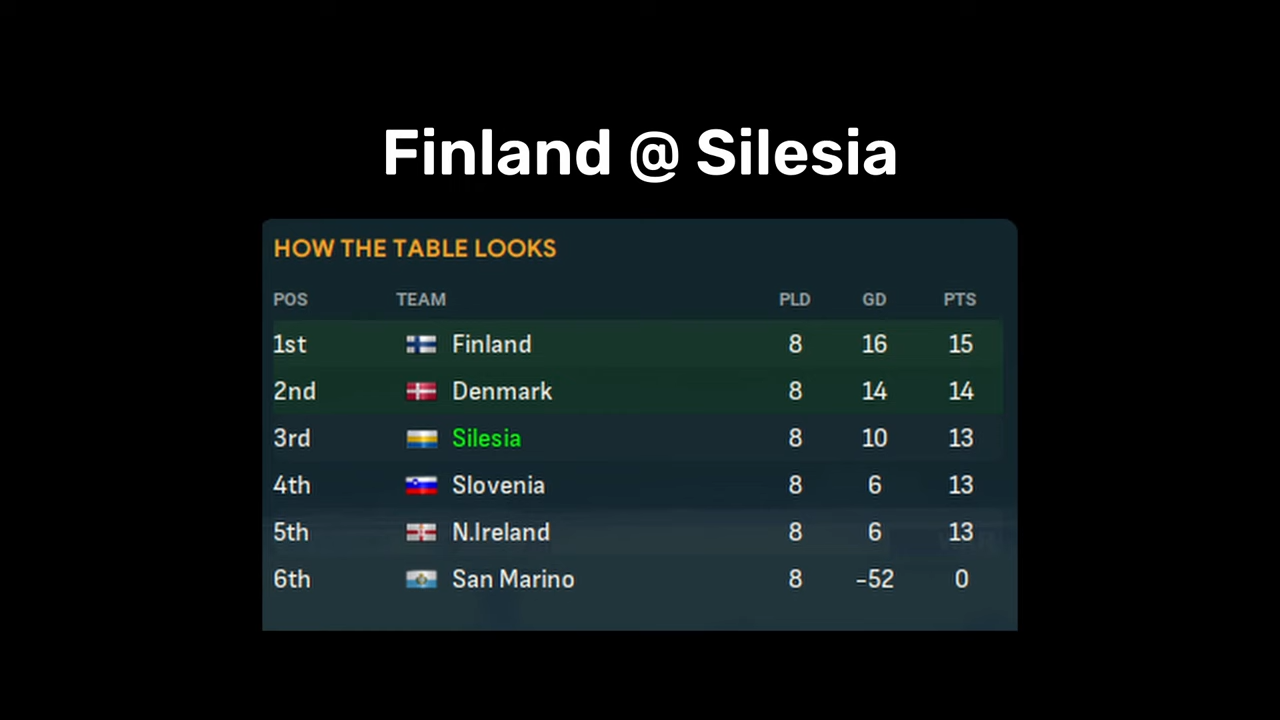 Finland @ Silesia
HOW THE TABLE LOOKS
POS TEAM PLD GD PTS
1st Finland 8 16 15
2nd Denmark 8 14 14
3rd Silesia 8 10 13
4th Slovenia 8 6 13
5th N.Ireland 8 6 13
6th San Marino 8 -52 0